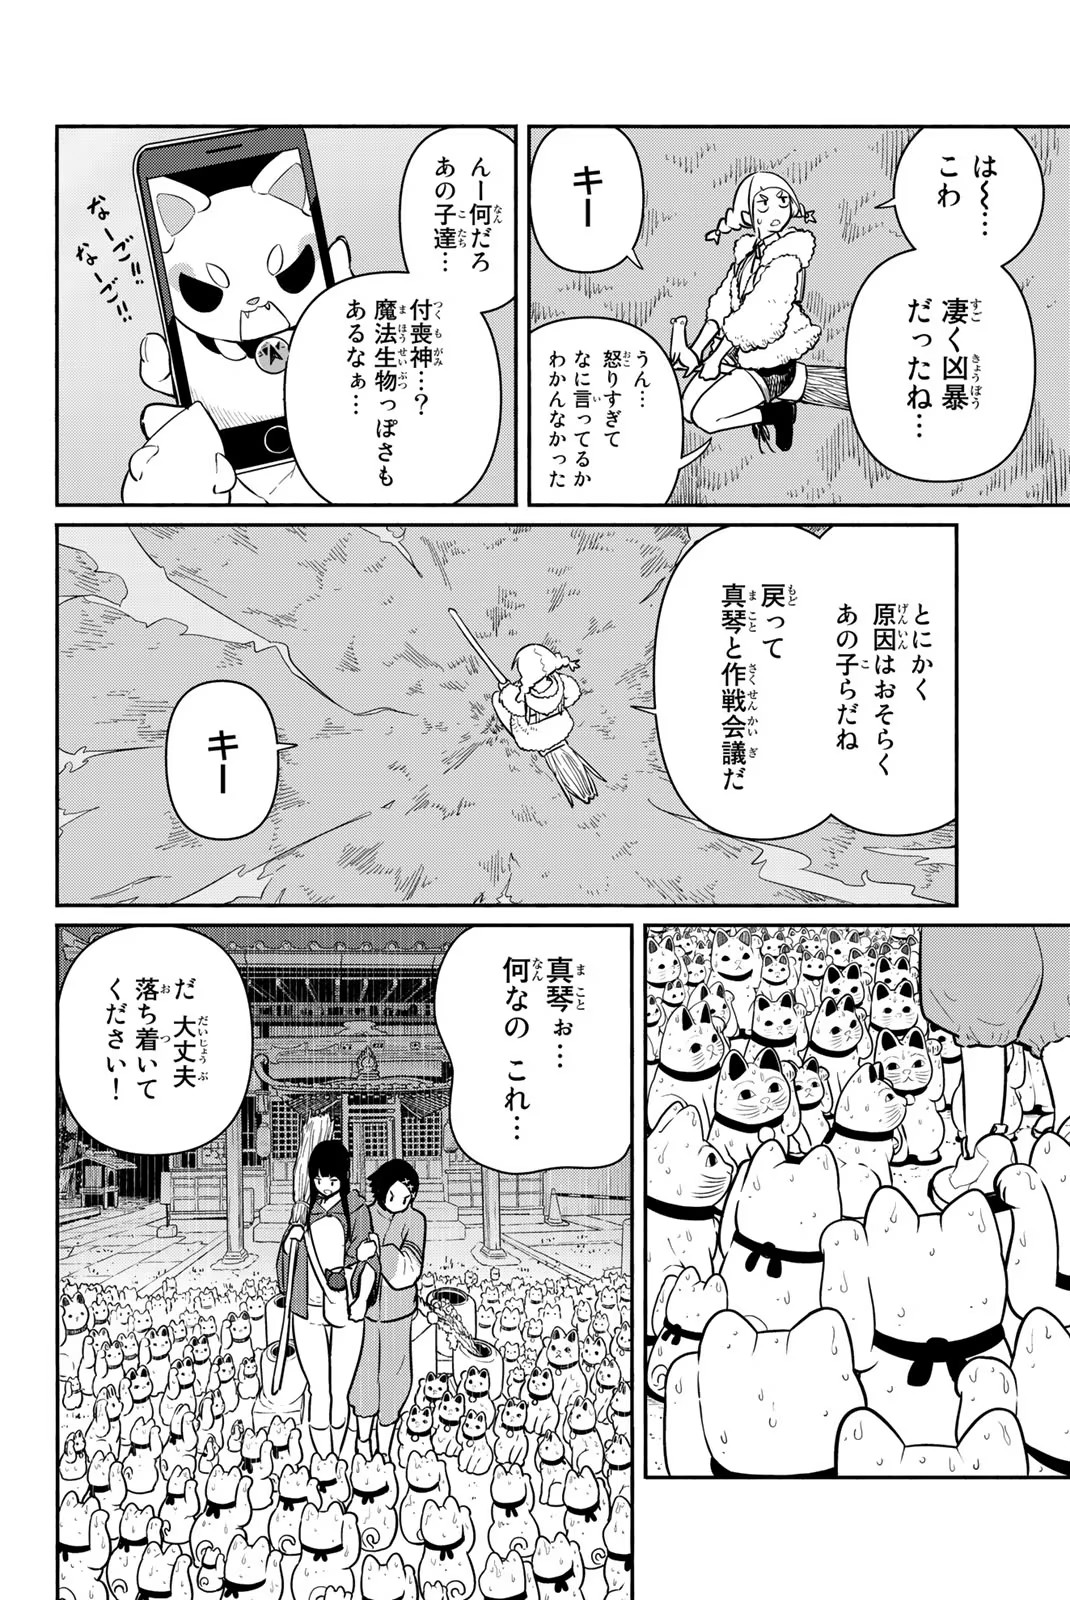 は〜…
こわ
凄く凶暴
だったね…
キー
うん…
怒りすぎて
なに言ってるか
わかんなかった
んー何だろ
あの子達…
付喪神…?
魔法生物っぽさも
あるなぁ…
なーご!!
なーご!!
とにかく
原因はおそらく
あの子らだね
戻って
真琴と作戦会議だ
キー
真琴ぉ…
何なの これ…
だ 大丈夫
落ち着いて
ください!